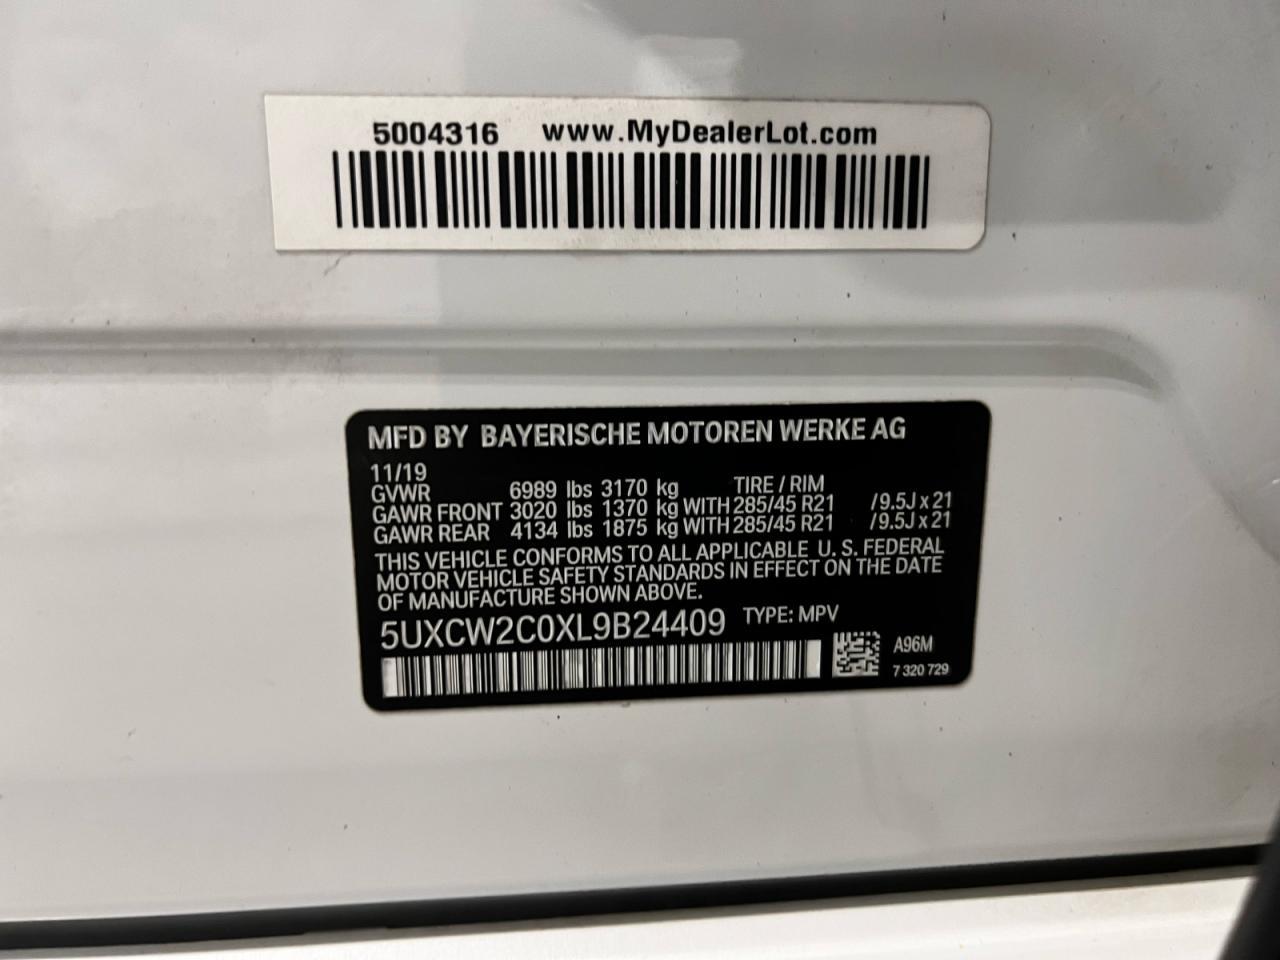 5004316 www.MyDealerLot.com
MFD BY BAYERISCHE MOTOREN WERKE AG
11/19
GVWR 6989 lbs 3170 kg TIRE / RIM
GAWR FRONT 3020 lbs 1370 kg WITH 285/45 R21 /9.5J x 21
GAWR REAR 4134 lbs 1875 kg WITH 285/45 R21 /9.5J x 21
THIS VEHICLE CONFORMS TO ALL APPLICABLE U. S. FEDERAL
MOTOR VEHICLE SAFETY STANDARDS IN EFFECT ON THE DATE
OF MANUFACTURE SHOWN ABOVE.
5UXCW2C0XL9B24409 TYPE: MPV
A96M
7 320 729